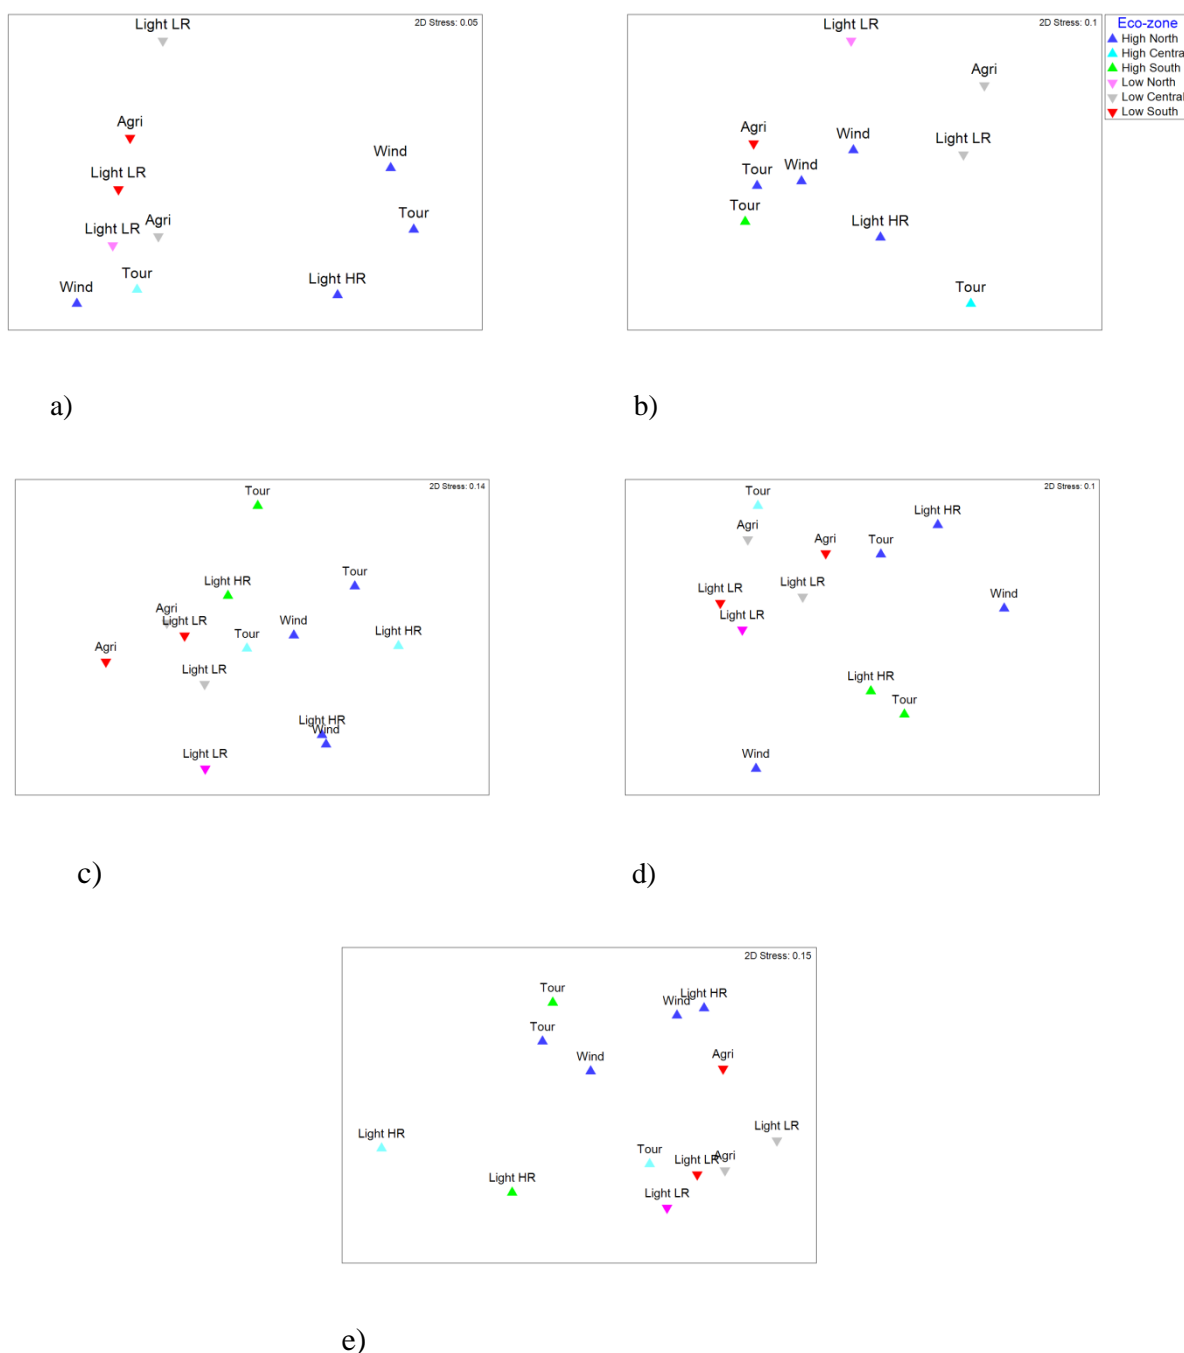 2D Stress: 0.05
Light LR
Agri
Wind
Light LR
Tour
Agri
Light LR
Tour
Light HR
Wind
a)
2D Stress: 0.1
Light LR
Agri
Agri
Wind
Light LR
Tour
Wind
Tour
Light HR
Tour
b)
Eco-zone
High North
High Central
High South
Low North
Low Central
Low South
2D Stress: 0.14
Tour
Tour
Light HR
Agri
Light LR
Wind
Light HR
Tour
Agri
Light LR
Light HR
Wind
Light LR
c)
2D Stress: 0.1
Tour
Light HR
Agri
Agri
Tour
Light LR
Light LR
Wind
Light LR
Light HR
Tour
Wind
d)
2D Stress: 0.15
Tour
Light HR
Wind
Tour
Wind
Agri
Light LR
Light HR
Tour
Light LR
Agri
Light HR
Light LR
e)